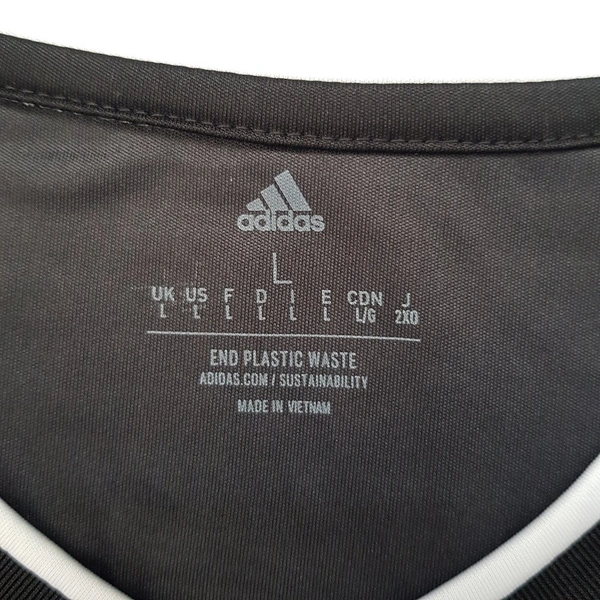 adidas
L
UK US F D I E CDN J
L L L L L L L/G 2XO
END PLASTIC WASTE
ADIDAS.COM / SUSTAINABILITY
MADE IN VIETNAM